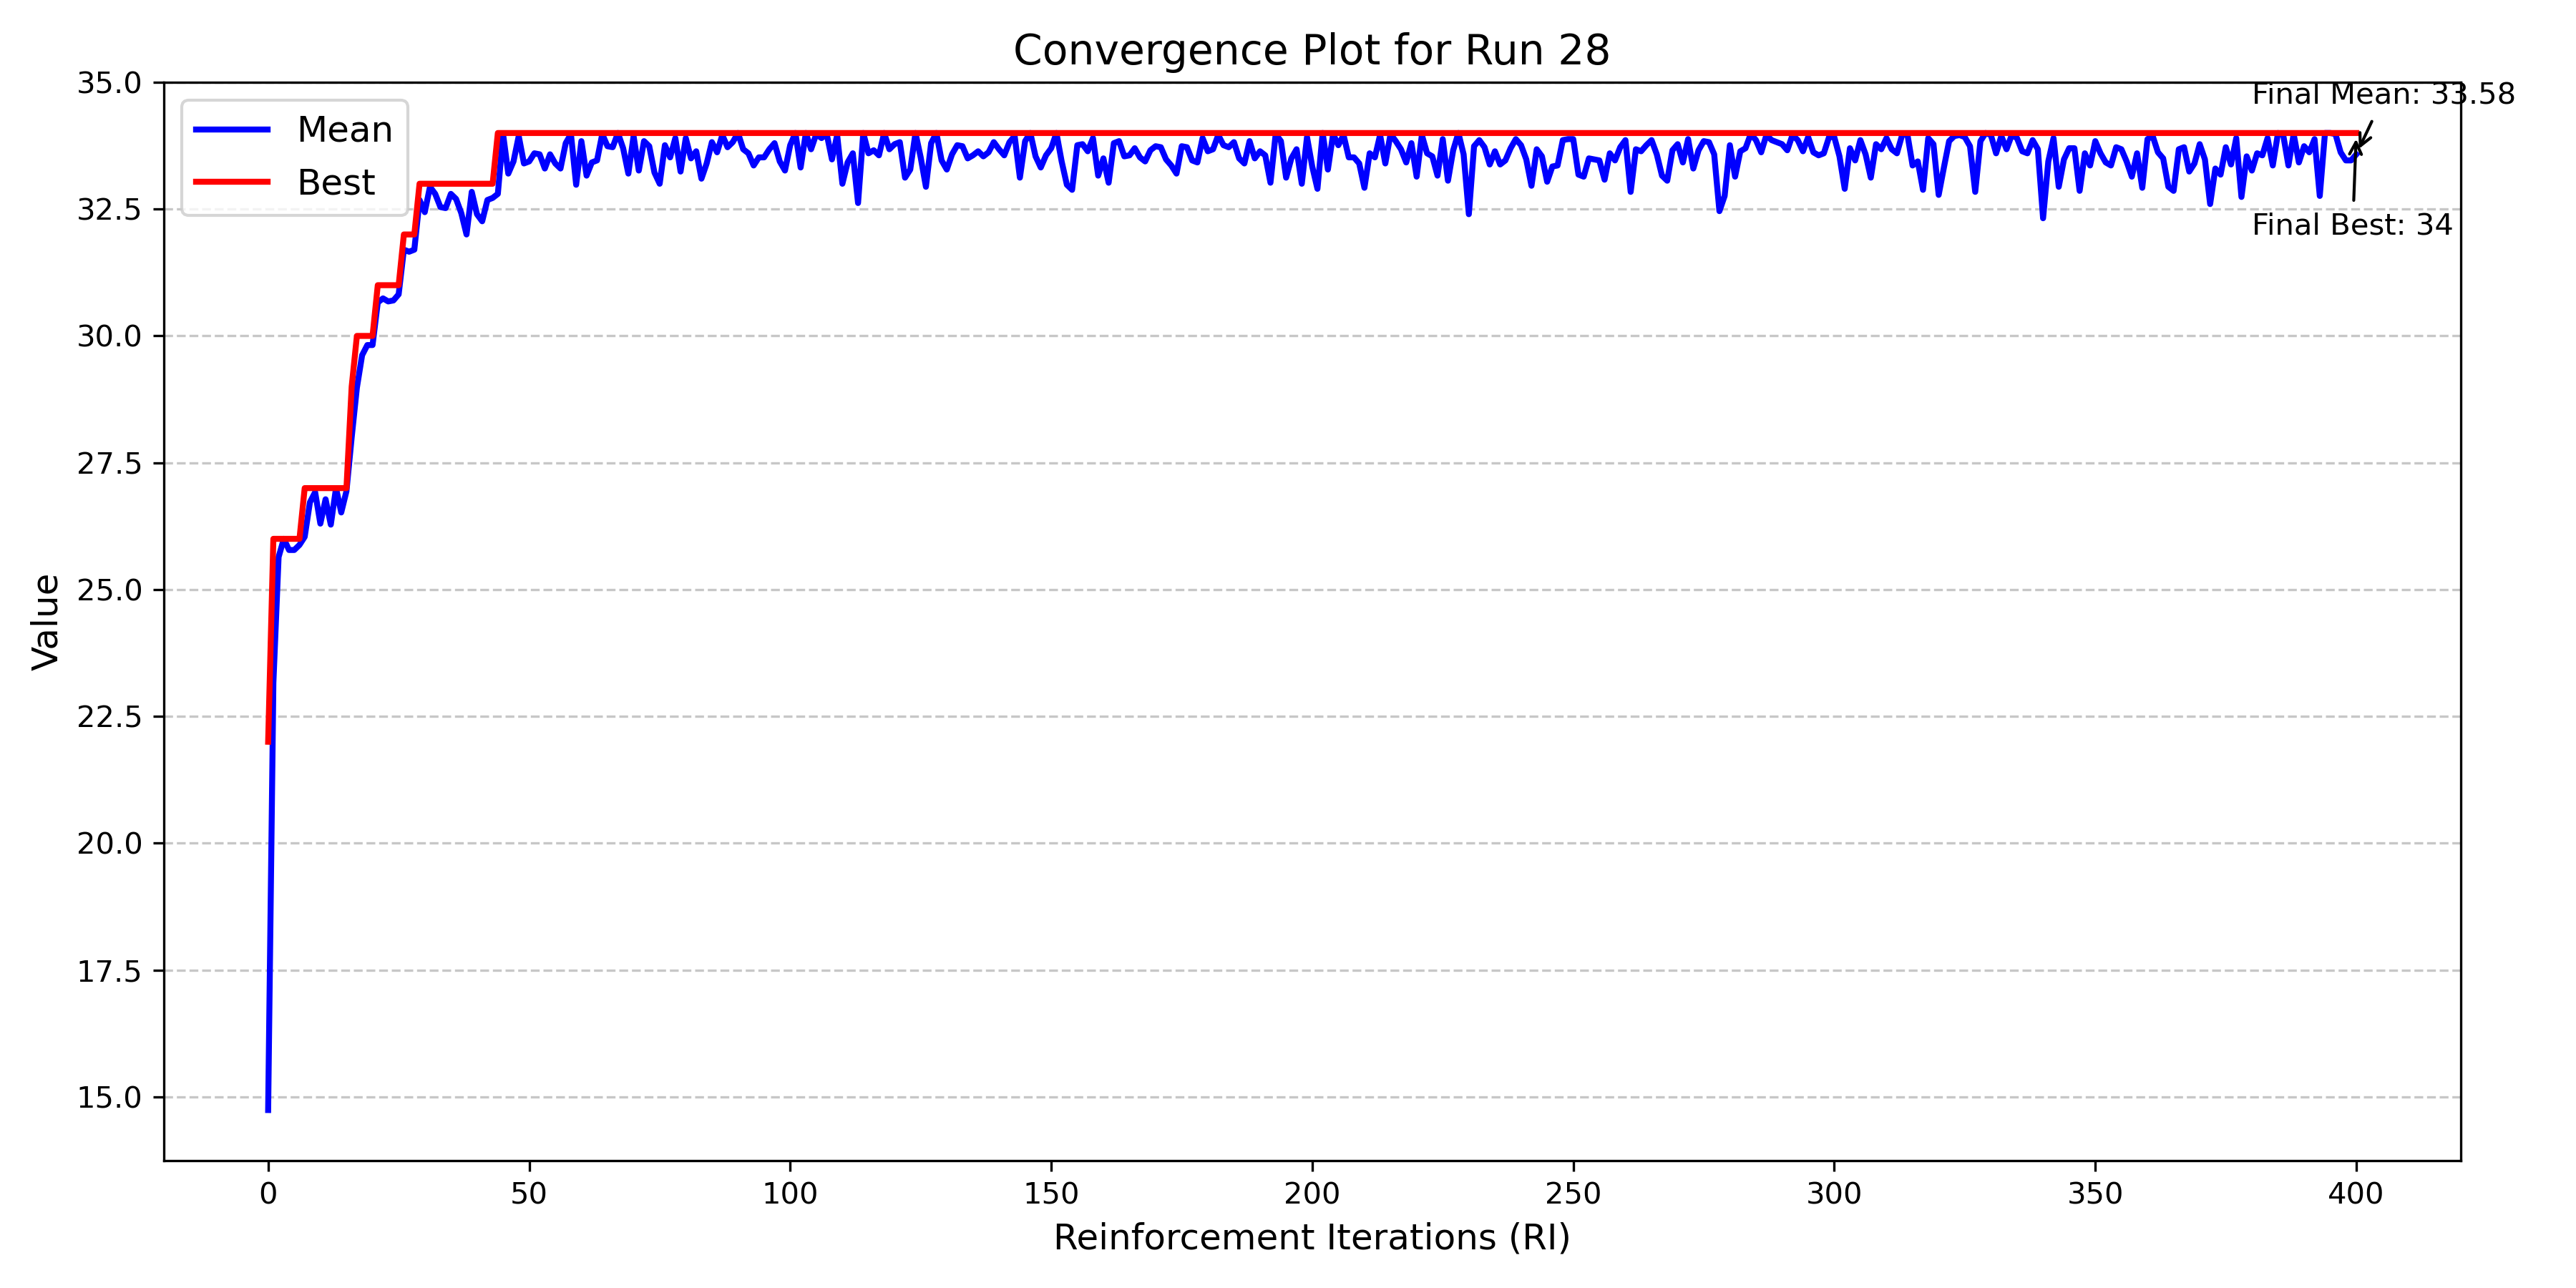 Convergence Plot for Run 28
Mean
Best
Final Mean: 33.58
Final Best: 34
Value
35.0
32.5
30.0
27.5
25.0
22.5
20.0
17.5
15.0
0 50 100 150 200 250 300 350 400
Reinforcement Iterations (RI)